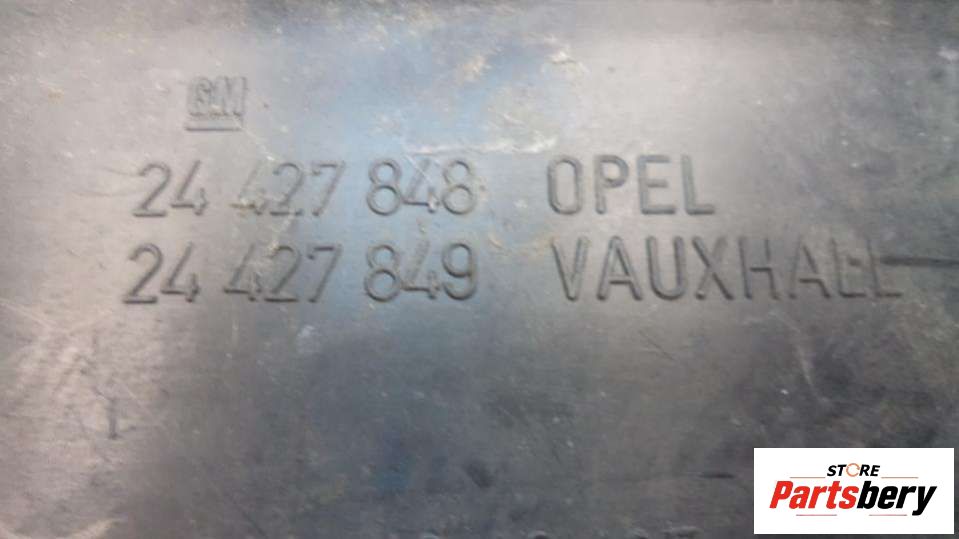 GM
24 427 848 OPEL
24 427 849 VAUXHALL
STORE
Partsbery